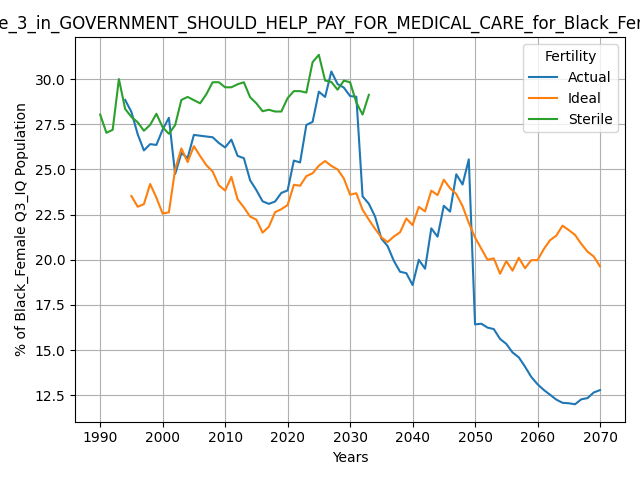 e_3_in_GOVERNMENT_SHOULD_HELP_PAY_FOR_MEDICAL_CARE_for_Black_Fem
Fertility
Actual
Ideal
Sterile
% of Black_Female Q3_IQ Population
30.0
27.5
25.0
22.5
20.0
17.5
15.0
12.5
1990 2000 2010 2020 2030 2040 2050 2060 2070
Years